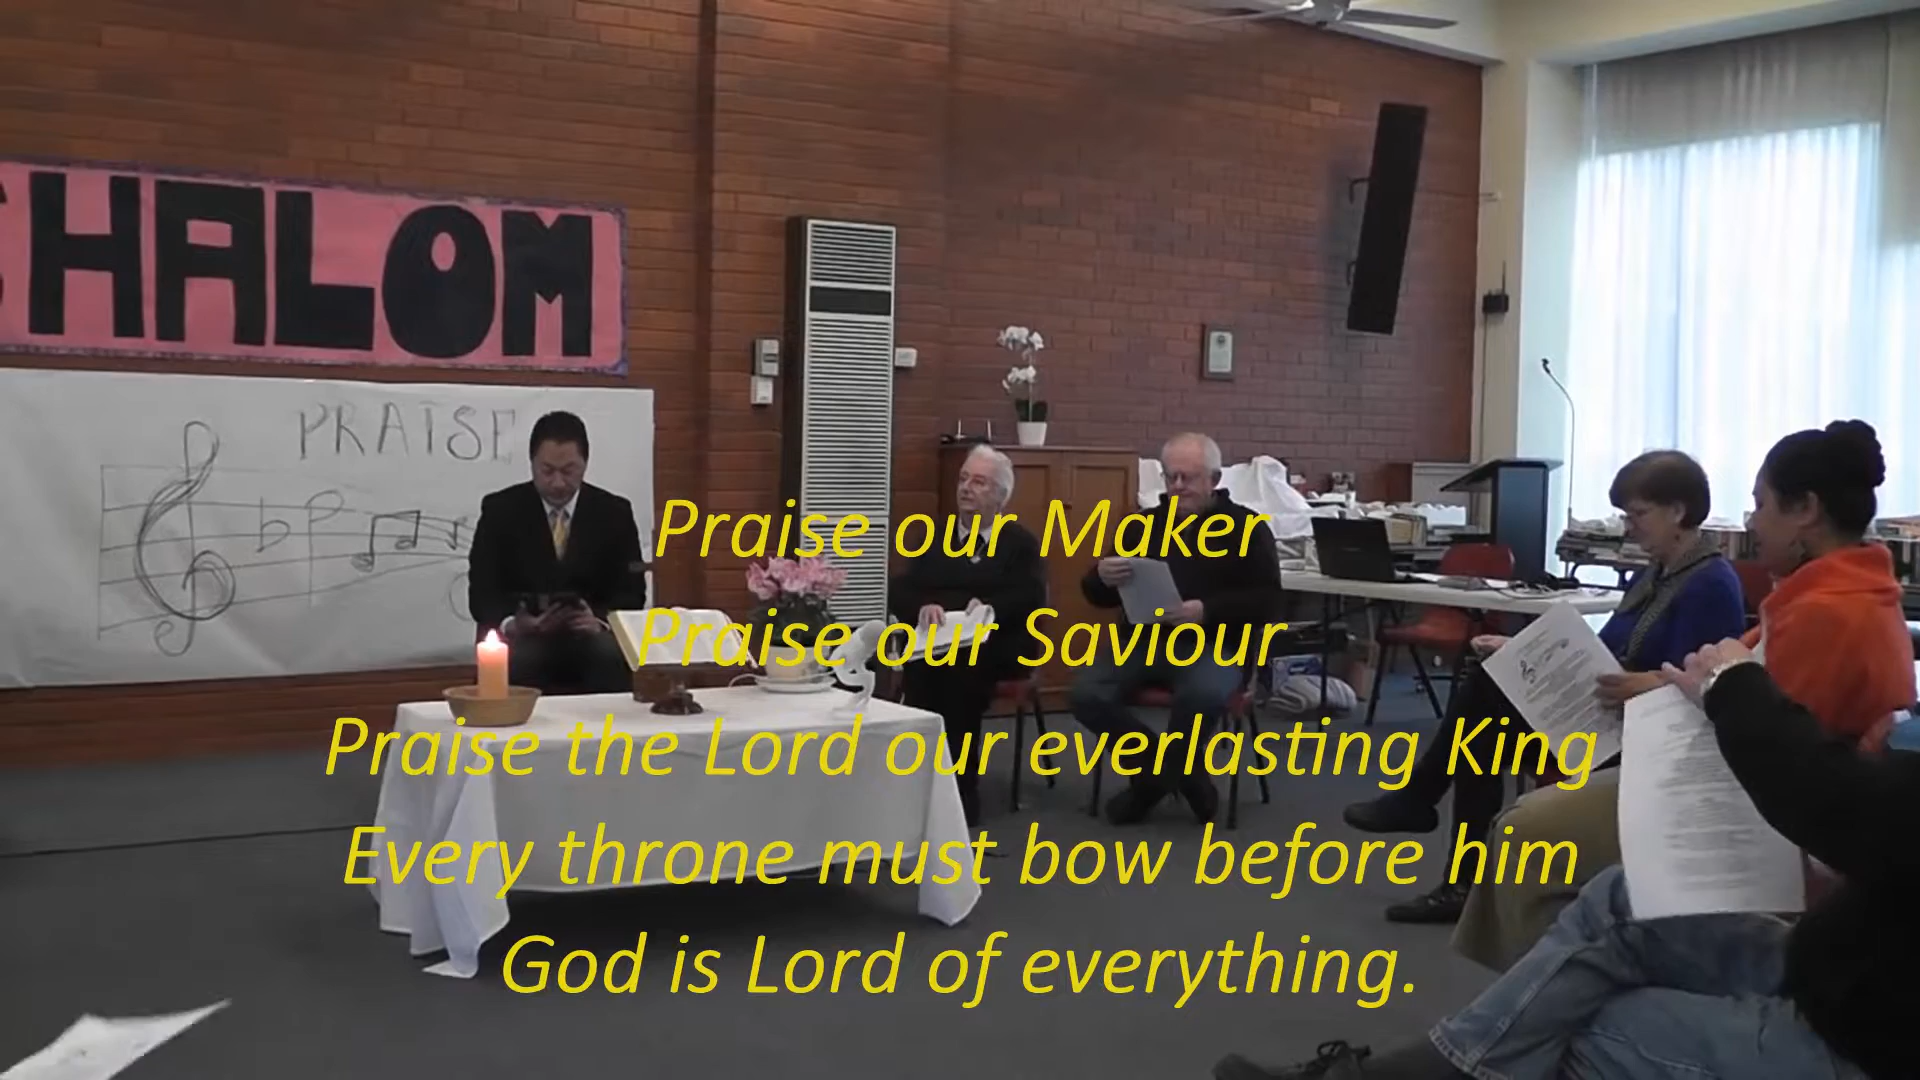 SHALOM
PRAISE
Praise our Maker
Praise our Saviour
Praise the Lord our everlasting King
Every throne must bow before him
God is Lord of everything.